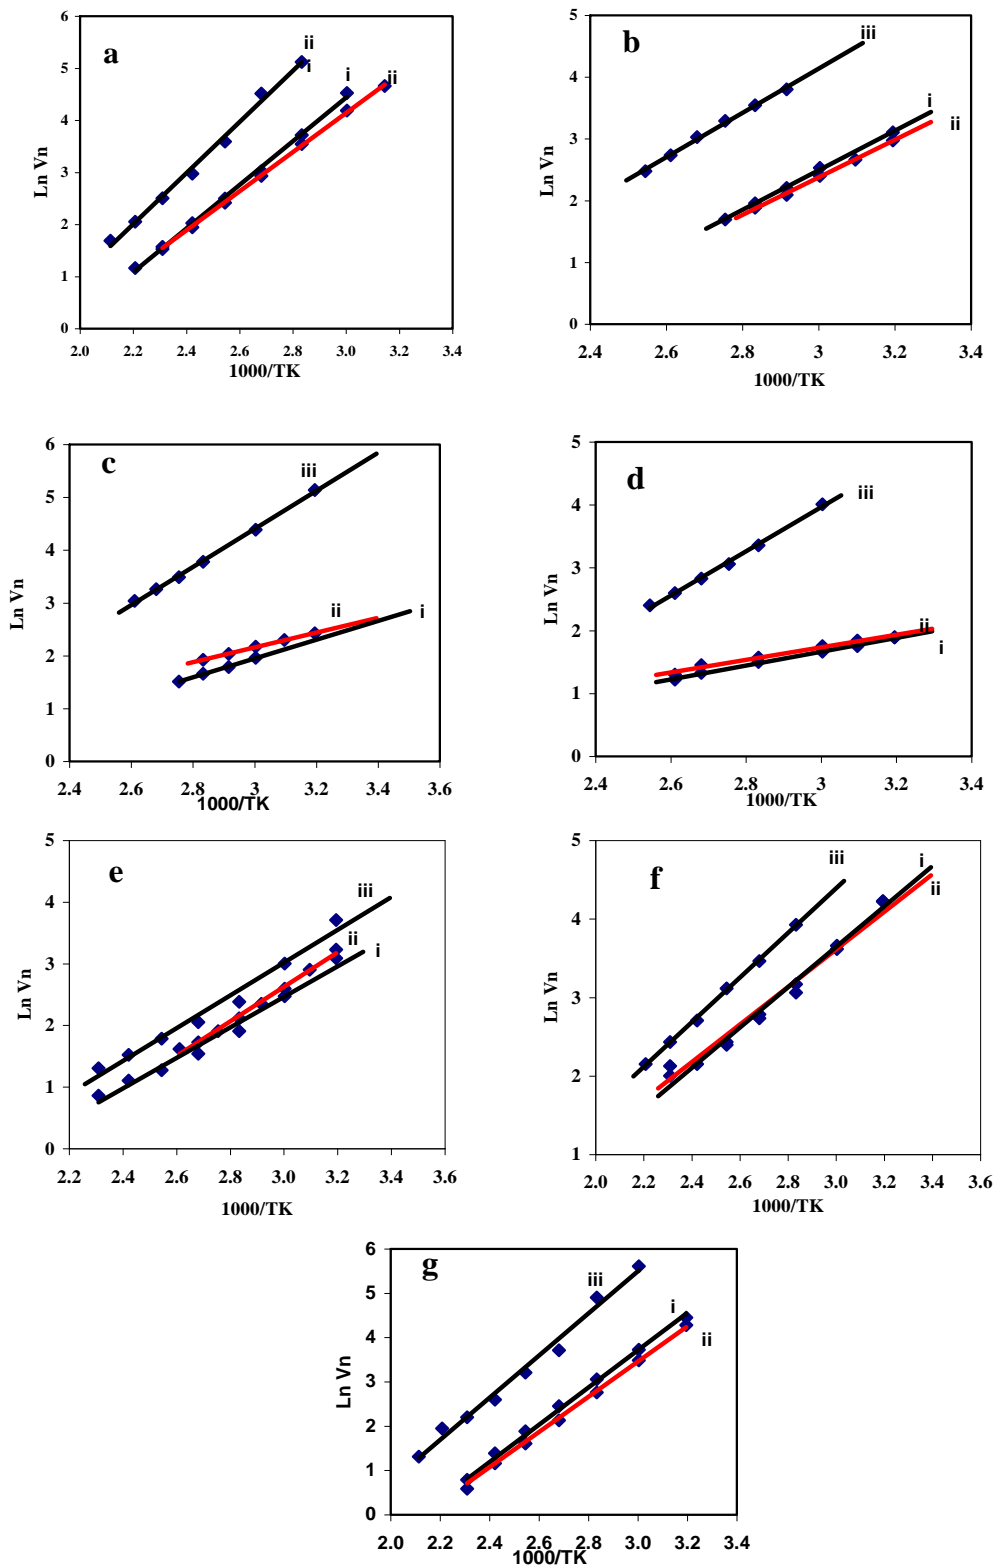 a
ii
i
i
ii
6
5
4
3
2
1
0
Ln Vn
2.0 2.2 2.4 2.6 2.8 3.0 3.2 3.4
1000/TK
b
iii
i
ii
5
4
3
2
1
0
Ln Vn
2.4 2.6 2.8 3 3.2 3.4
1000/TK
c
iii
ii
i
6
5
4
3
2
1
0
Ln Vn
2.4 2.6 2.8 3.0 3.2 3.4 3.6
1000/TK
d
iii
ii
i
5
4
3
2
1
0
Ln Vn
2.4 2.6 2.8 3.0 3.2 3.4
1000/TK
e
iii
ii
i
5
4
3
2
1
0
Ln Vn
2.2 2.4 2.6 2.8 3.0 3.2 3.4 3.6
1000/TK
f
iii
i
ii
5
4
3
2
1
Ln Vn
2.0 2.2 2.4 2.6 2.8 3.0 3.2 3.4 3.6
1000/TK
g
iii
i
ii
6
5
4
3
2
1
0
Ln Vn
2.0 2.2 2.4 2.6 2.8 3.0 3.2 3.4
1000/TK